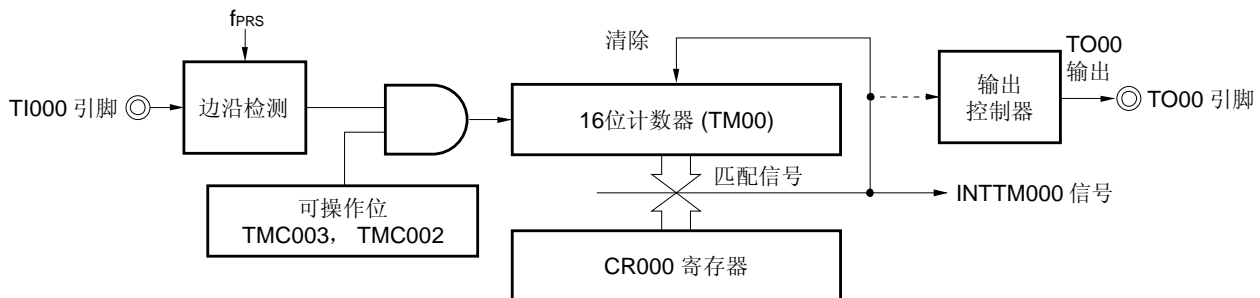 fPRS
清除
TO00
输出
TI000 引脚
边沿检测
16位计数器 (TM00)
输出
控制器
TO00 引脚
匹配信号
INTTM000 信号
可操作位
TMC003， TMC002
CR000 寄存器